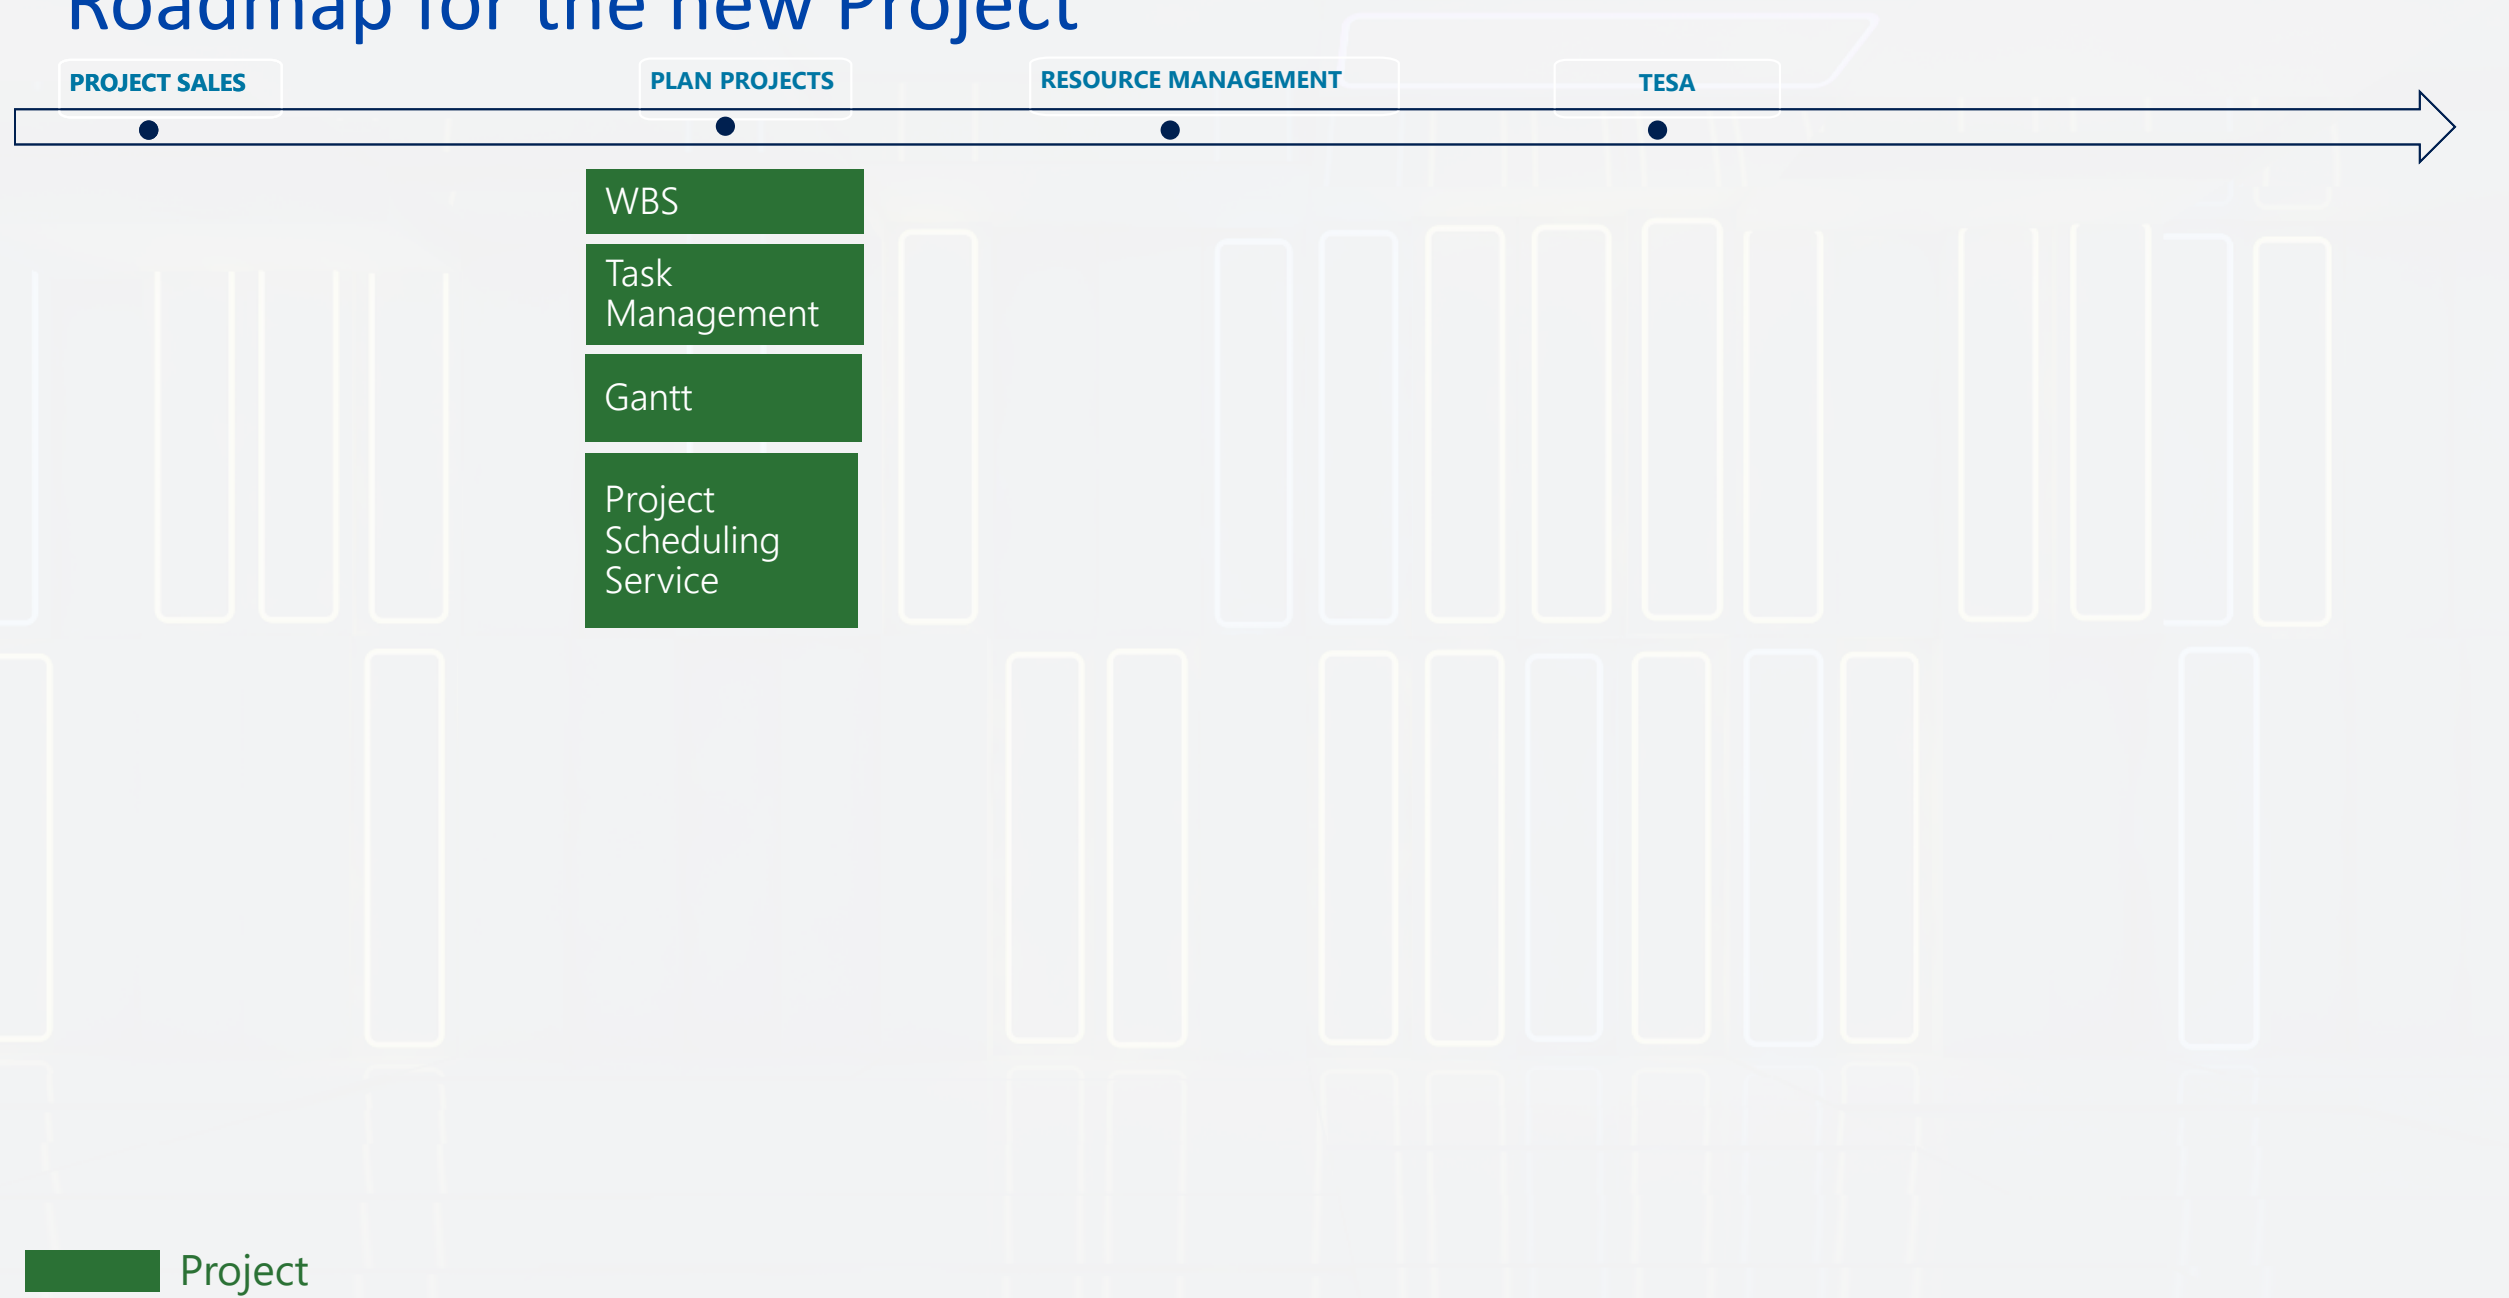 Roadmap for the new Project
PROJECT SALES
PLAN PROJECTS
RESOURCE MANAGEMENT
TESA
WBS
Task
Management
Gantt
Project
Scheduling
Service
Project